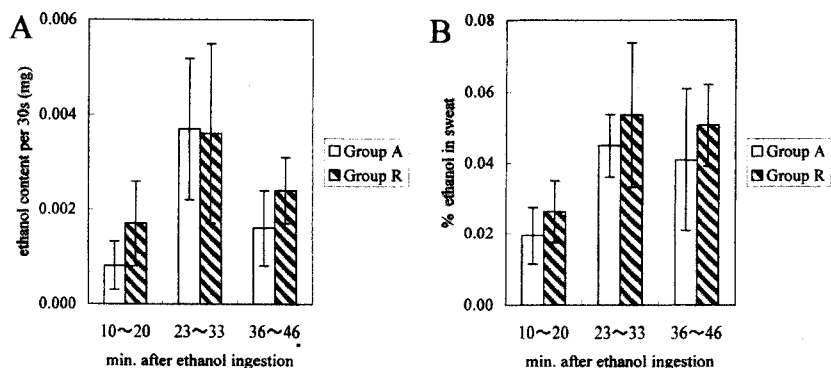 A
ethanol content per 30s (mg)
0.006
0.004
0.002
0.000
10~20
23~33
36~46
min. after ethanol ingestion
Group A
Group R
B
% ethanol in sweat
0.08
0.06
0.04
0.02
0.00
10~20
23~33
36~46
min. after ethanol ingestion
Group A
Group R